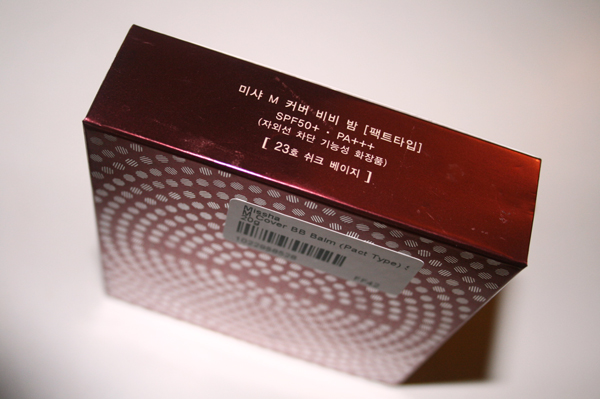 미샤 M 커버 비비 밤 [팩트타입]
SPF50+ · PA+++
(자외선 차단 기능성 화장품)
[ 23호 쉬크 베이지 ]
Missha
M Cover BB Balm (Pact Type)
20g